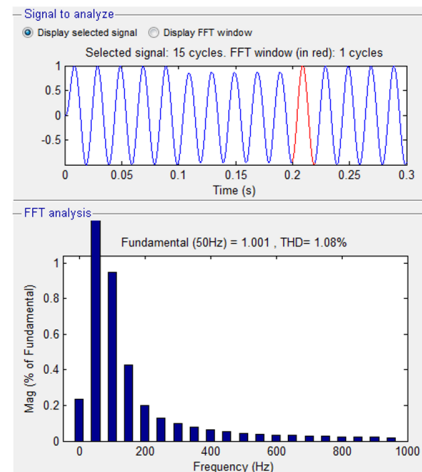 Signal to analyze
Display selected signal Display FFT window
Selected signal: 15 cycles. FFT window (in red): 1 cycles
1
0.5
0
-0.5
0 0.05 0.1 0.15 0.2 0.25 0.3
Time (s)
FFT analysis
Fundamental (50Hz) = 1.001 , THD= 1.08%
Mag (% of Fundamental)
1
0.8
0.6
0.4
0.2
0
0 200 400 600 800 1000
Frequency (Hz)